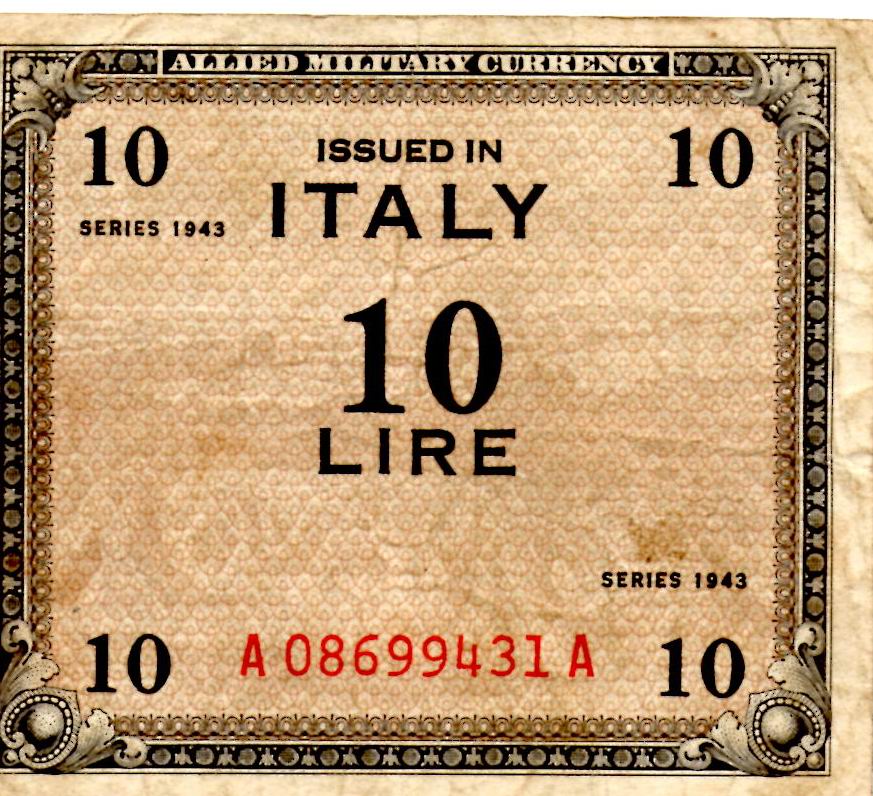 ALLIED MILITARY CURRENCY
10 ISSUED IN 10
SERIES 1943 ITALY
10
LIRE
SERIES 1943
10 A 08699431 A 10